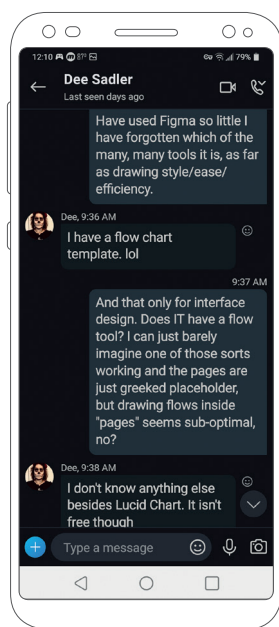 12:10 87° 79%
Dee Sadler
Last seen days ago
Have used Figma so little I
have forgotten which of the
many, many tools it is, as far
as drawing style/ease/
efficiency.
Dee, 9:36 AM
I have a flow chart
template. lol
9:37 AM
And that only for interface
design. Does IT have a flow
tool? I can just barely
imagine one of those sorts
working and the pages are
just greeked placeholder,
but drawing flows inside
"pages" seems sub-optimal,
no?
Dee, 9:38 AM
I don't know anything else
besides Lucid Chart. It isn't
free though
Type a message